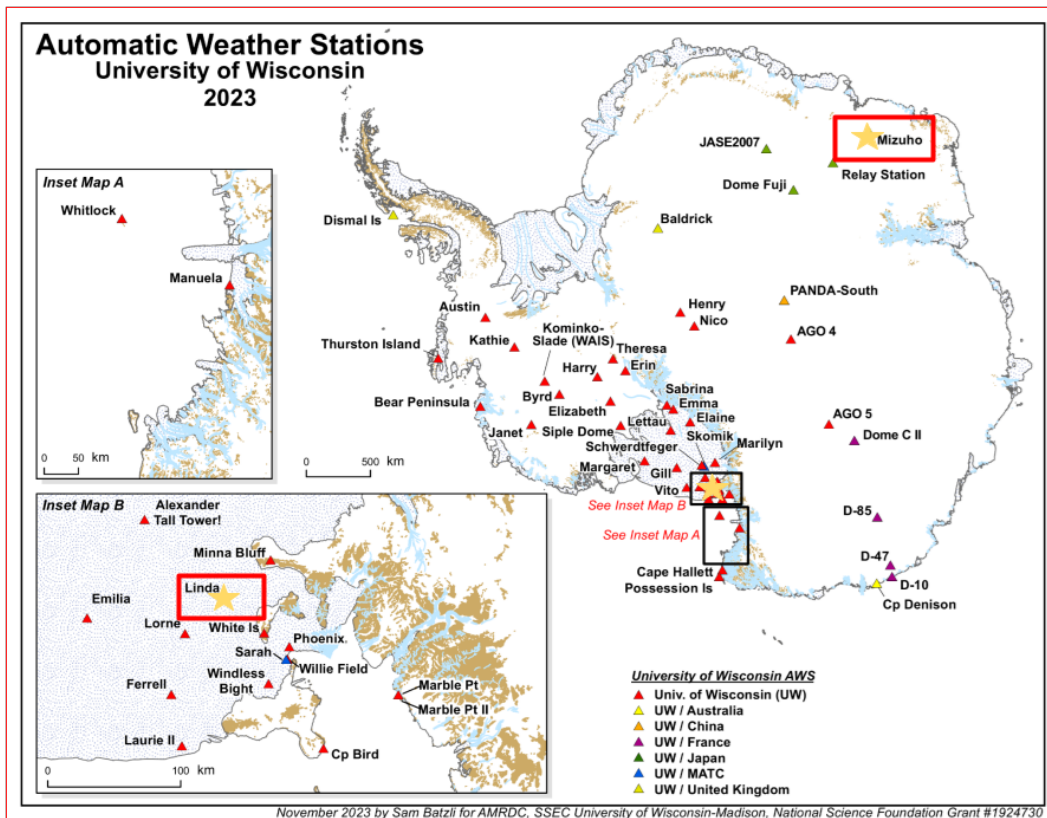 Automatic Weather Stations
University of Wisconsin
2023
Inset Map A
Whitlock
Manuela
0 50 km
Inset Map B
Alexander
Tall Tower!
Minna Bluff
Linda
Emilia
Lorne
White Is
Phoenix
Sarah
Willie Field
Windless
Bight
Ferrell
Marble Pt
Marble Pt II
Laurie II
Cp Bird
0 100 km
Mizuho
JASE2007
Relay Station
Dome Fuji
Dismal Is
Baldrick
PANDA-South
Henry
Nico
AGO 4
Austin
Kominko-
Slade (WAIS)
Kathie
Thurston Island
Theresa
Harry
Erin
Byrd
Bear Peninsula
Elizabeth
Sabrina
Emma
Elaine
Lettau
Janet
Siple Dome
Skomik
Schwerdtfeger
Marilyn
AGO 5
Dome C II
Margaret
Gill
Vito
0 500 km
See Inset Map B
See Inset Map A
D-85
D-47
D-10
Cape Hallett
Possession Is
Cp Denison
University of Wisconsin AWS
Univ. of Wisconsin (UW)
UW / Australia
UW / China
UW / France
UW / Japan
UW / MATC
UW / United Kingdom
November 2023 by Sam Batzli for AMRDC, SSEC University of Wisconsin-Madison, National Science Foundation Grant #1924730